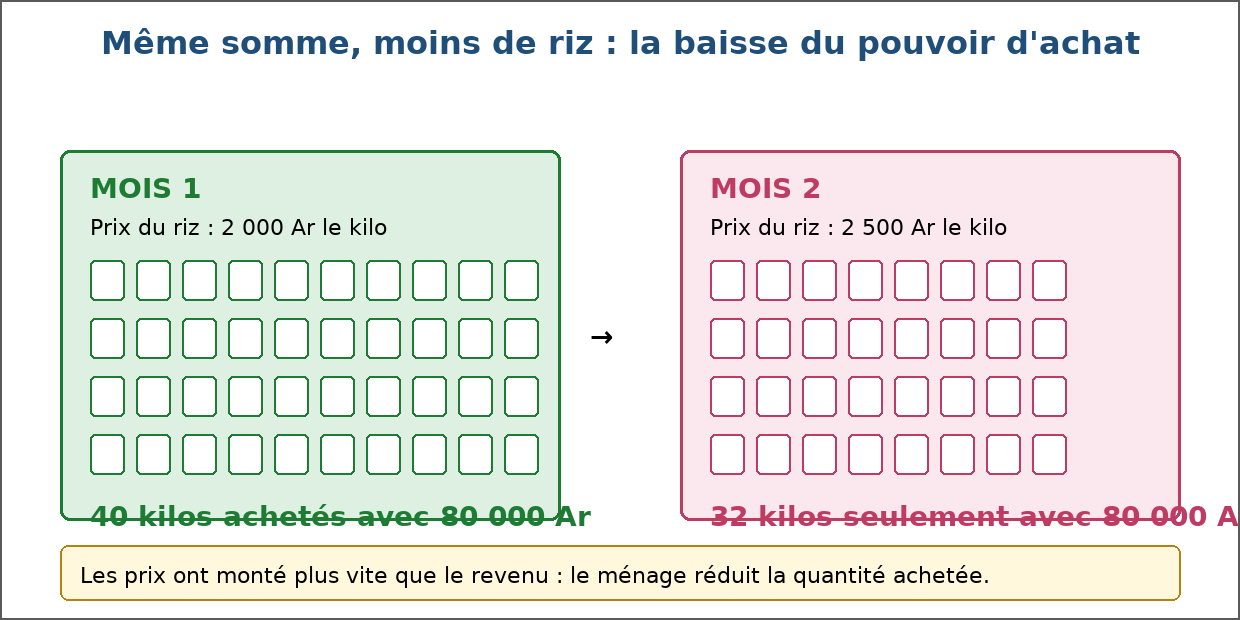 Même somme, moins de riz : la baisse du pouvoir d'achat
MOIS 1
Prix du riz : 2 000 Ar le kilo
40 kilos achetés avec 80 000 Ar
→
MOIS 2
Prix du riz : 2 500 Ar le kilo
32 kilos seulement avec 80 000 A
Les prix ont monté plus vite que le revenu : le ménage réduit la quantité achetée.